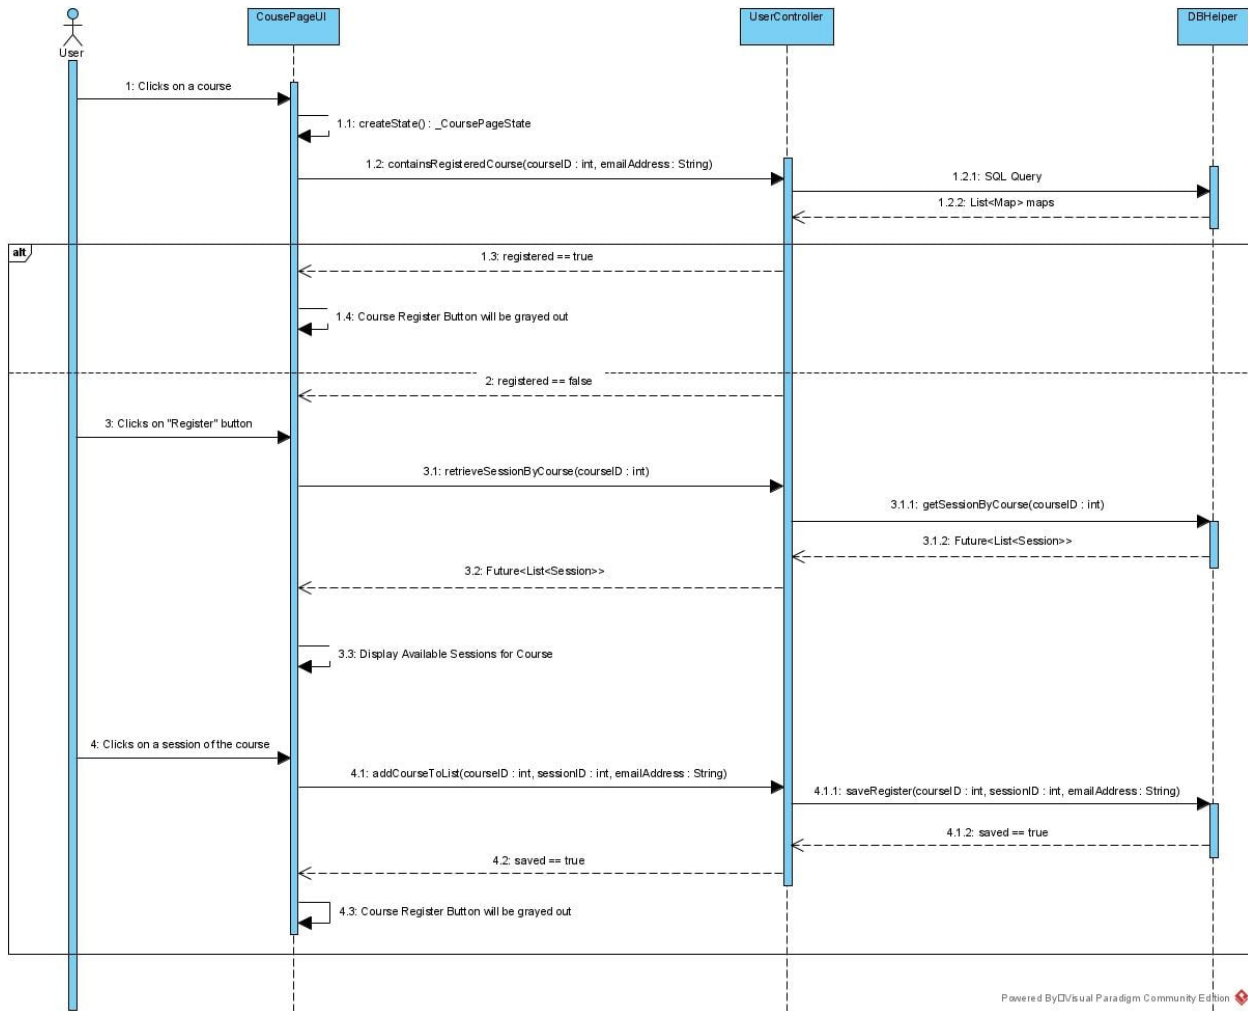 CousePageUI
UserController
DBHelper
User
1: Clicks on a course
1.1: createState() : _CoursePageState
1.2: containsRegisteredCourse(courseID : int, emailAddress : String)
1.2.1: SQL Query
1.2.2: List<Map> maps
alt
1.3: registered == true
1.4: Course Register Button will be grayed out
2: registered == false
3: Clicks on "Register" button
3.1: retrieveSessionByCourse(courseID : int)
3.1.1: getSessionByCourse(courseID : int)
3.1.2: Future<List<Session>>
3.2: Future<List<Session>>
3.3: Display Available Sessions for Course
4: Clicks on a session of the course
4.1: addCourseToList(courseID : int, sessionID : int, emailAddress : String)
4.1.1: saveRegister(courseID : int, sessionID : int, emailAddress : String)
4.1.2: saved == true
4.2: saved == true
4.3: Course Register Button will be grayed out
Powered By□Visual Paradigm Community Edition